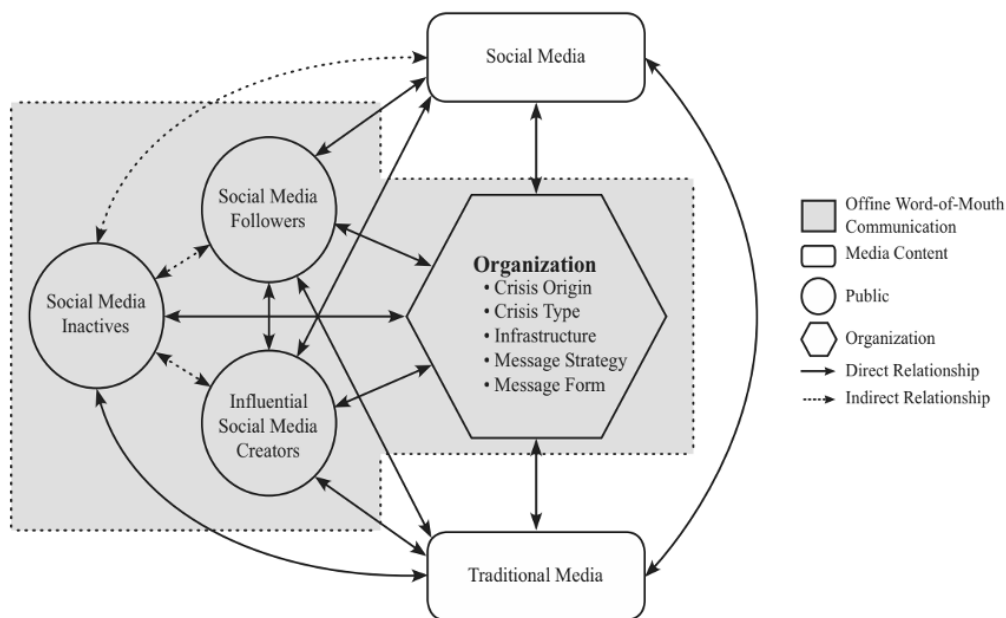 Social Media
Social Media
Followers
Social Media
Inactives
Influential
Social Media
Creators
Organization
• Crisis Origin
• Crisis Type
• Infrastructure
• Message Strategy
• Message Form
Traditional Media
Offine Word-of-Mouth
Communication
Media Content
Public
Organization
Direct Relationship
Indirect Relationship